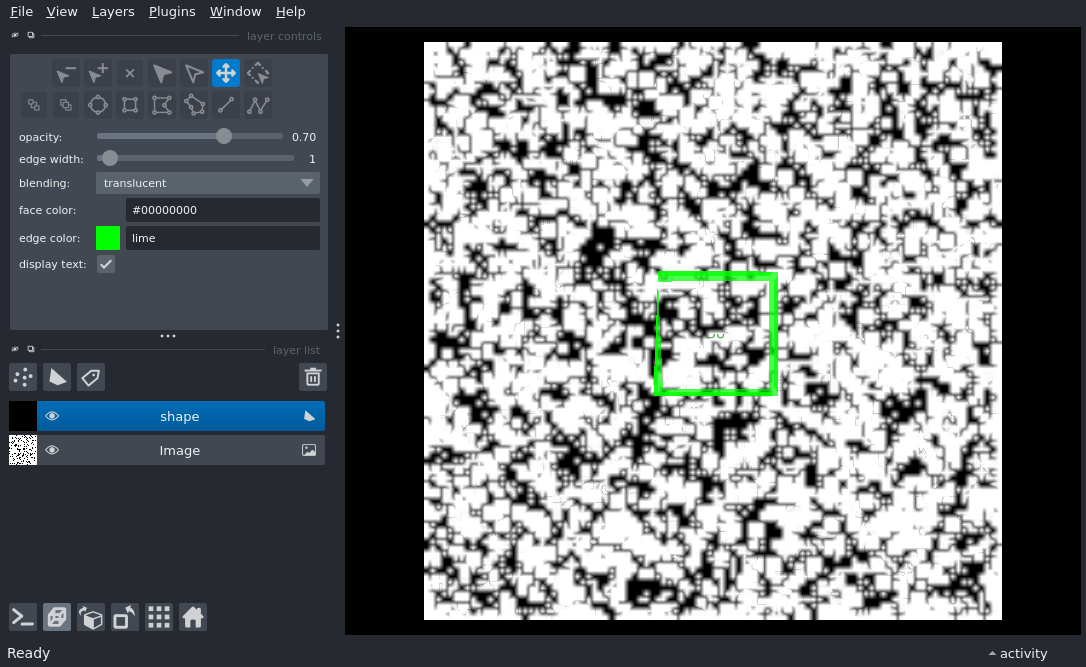 File View Layers Plugins Window Help
layer controls
opacity: 0.70
edge width: 1
blending: translucent
face color: #00000000
edge color: lime
display text:
layer list
shape
Image
Ready
activity